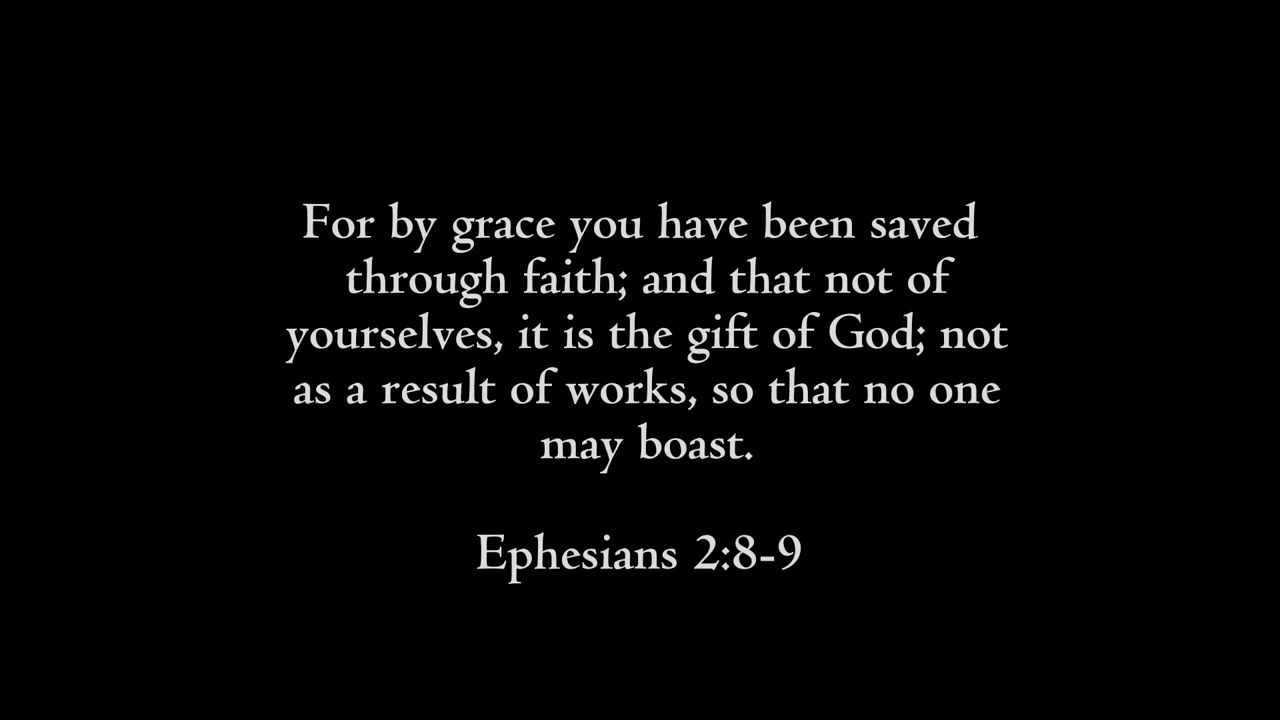 For by grace you have been saved
through faith; and that not of
yourselves, it is the gift of God; not
as a result of works, so that no one
may boast.
Ephesians 2:8-9